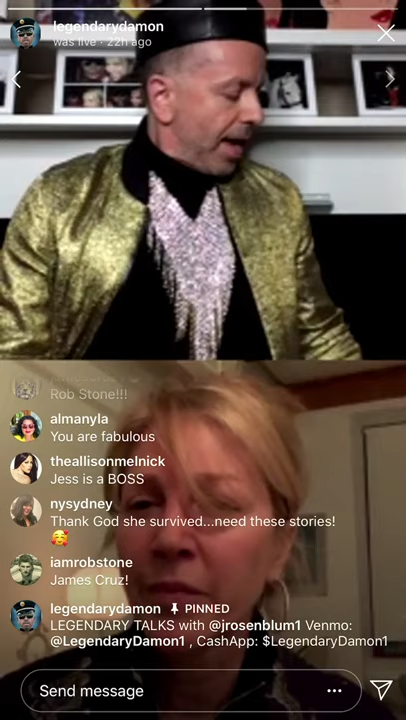 legendarydamon
was live · 22h ago
Rob Stone!!!
almanyla
You are fabulous
theallisonmelnick
Jess is a BOSS
nysydney
Thank God she survived...need these stories!
🥰
iamrobstone
James Cruz!
legendarydamon PINNED
LEGENDARY TALKS with @jrosenblum1 Venmo:
@LegendaryDamon1 , CashApp: $LegendaryDamon1
Send message